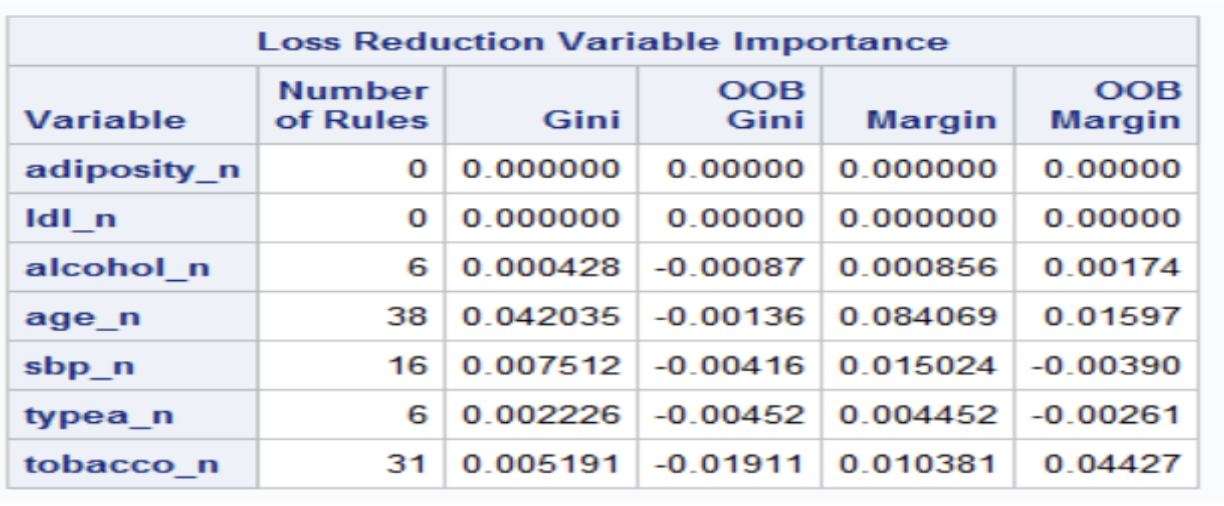 Loss Reduction Variable Importance
Variable Number of Rules Gini OOB Gini Margin OOB Margin
adiposity_n 0 0.000000 0.00000 0.000000 0.00000
ldl_n 0 0.000000 0.00000 0.000000 0.00000
alcohol_n 6 0.000428 -0.00087 0.000856 0.00174
age_n 38 0.042035 -0.00136 0.084069 0.01597
sbp_n 16 0.007512 -0.00416 0.015024 -0.00390
typea_n 6 0.002226 -0.00452 0.004452 -0.00261
tobacco_n 31 0.005191 -0.01911 0.010381 0.04427